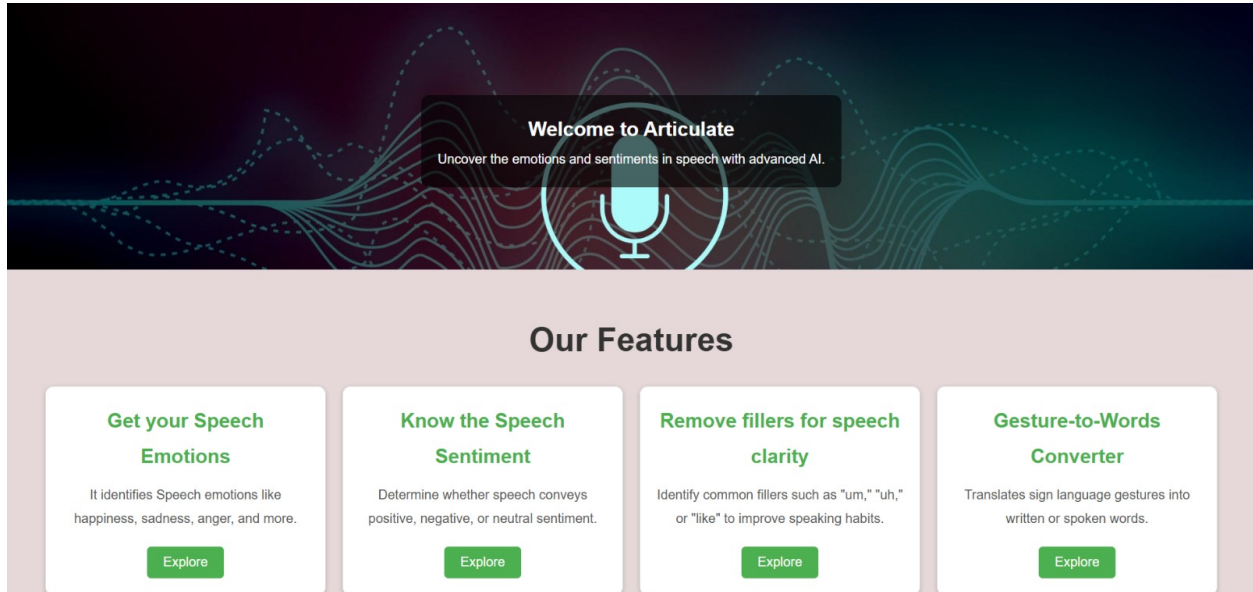 Welcome to Articulate
Uncover the emotions and sentiments in speech with advanced AI.
Our Features
Get your Speech
Emotions
It identifies Speech emotions like
happiness, sadness, anger, and more.
Explore
Know the Speech
Sentiment
Determine whether speech conveys
positive, negative, or neutral sentiment.
Explore
Remove fillers for speech
clarity
Identify common fillers such as "um," "uh,"
or "like" to improve speaking habits.
Explore
Gesture-to-Words
Converter
Translates sign language gestures into
written or spoken words.
Explore